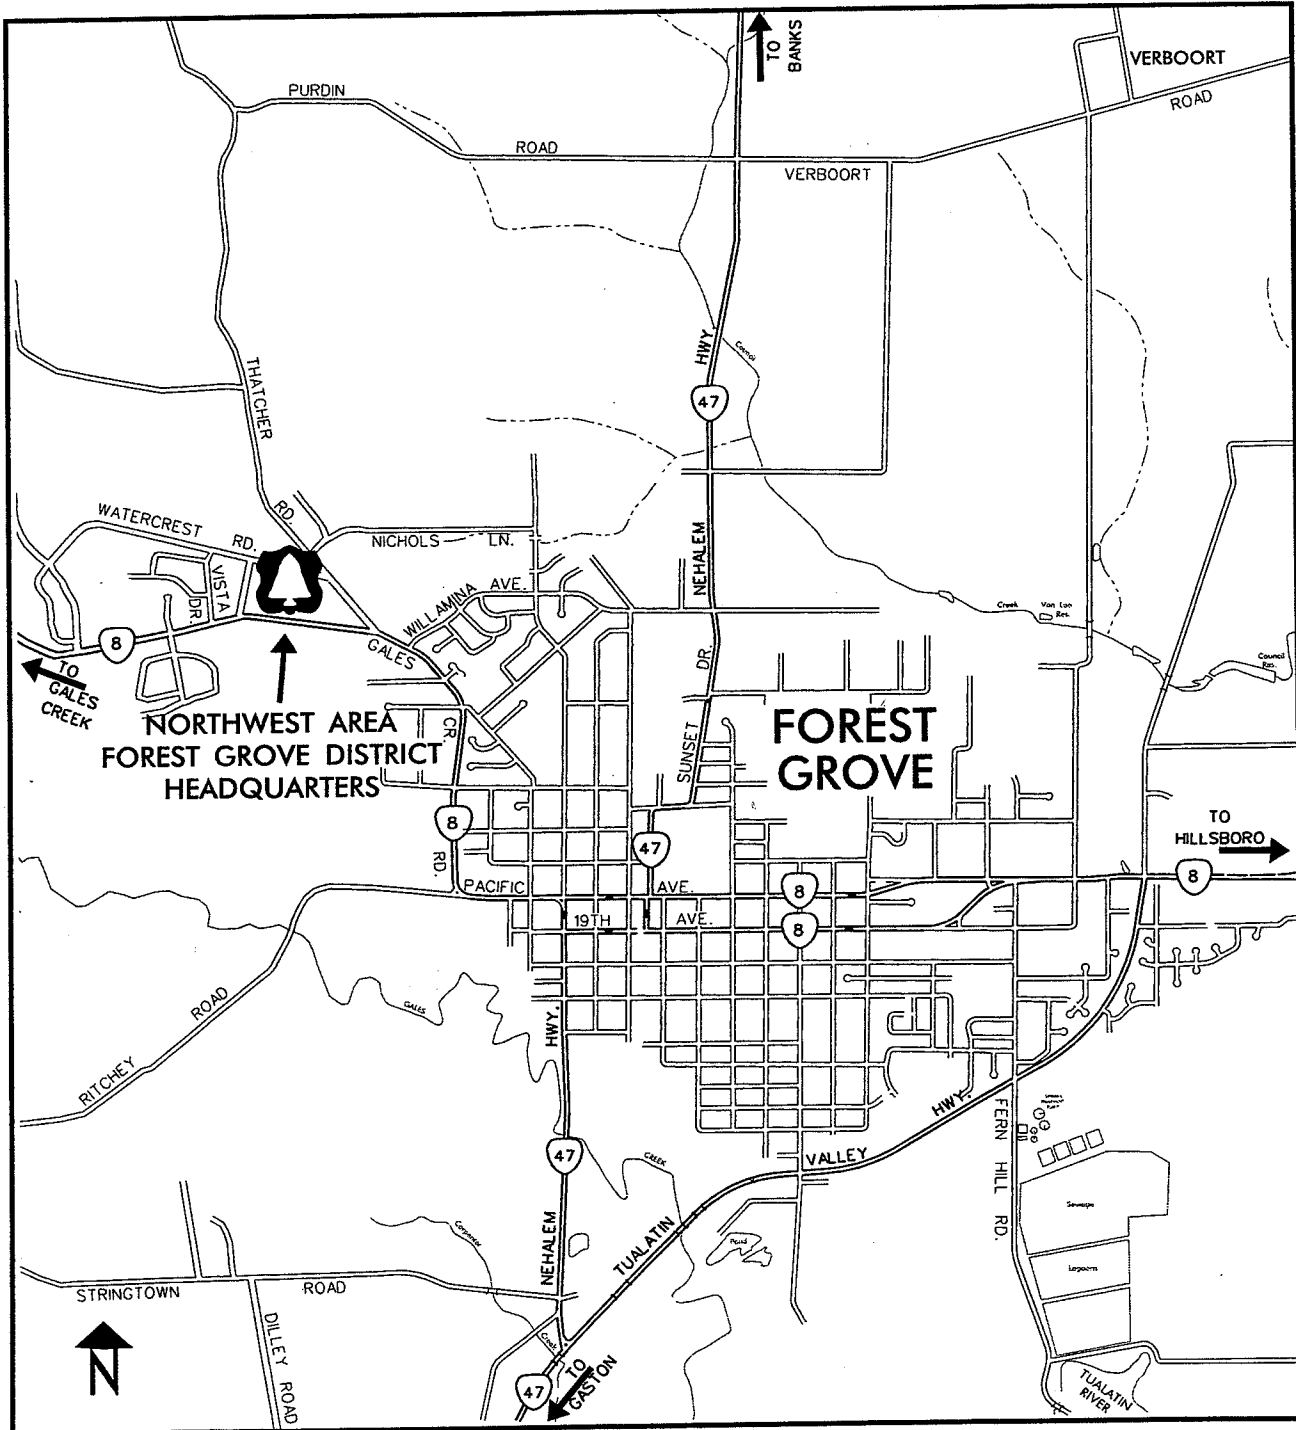 TO
BANKS
VERBOORT
PURDIN
ROAD
ROAD
VERBOORT
HWY.
Council
47
THATCHER
RD.
WATERCREST
RD.
NICHOLS
LN.
NEHALEM
VISTA
DR.
WILLAMINA
AVE.
Creek
Van Loo
Res.
8
GALES
DR.
Council
Res.
TO
GALES
CREEK
NORTHWEST AREA
FOREST GROVE DISTRICT
HEADQUARTERS
CR.
SUNSET
FOREST
GROVE
8
47
TO
HILLSBORO
RD.
PACIFIC
AVE.
8
8
19TH
AVE.
8
ROAD
GALES
HWY.
RITCHEY
HWY.
FERN HILL RD.
47
CREEK
VALLEY
Sewage
Carpenter
NEHALEM
TUALATIN
Pond
Lagoons
STRINGTOWN
ROAD
DILLEY ROAD
Creek
N
TO
GASTON
47
TUALATIN
RIVER